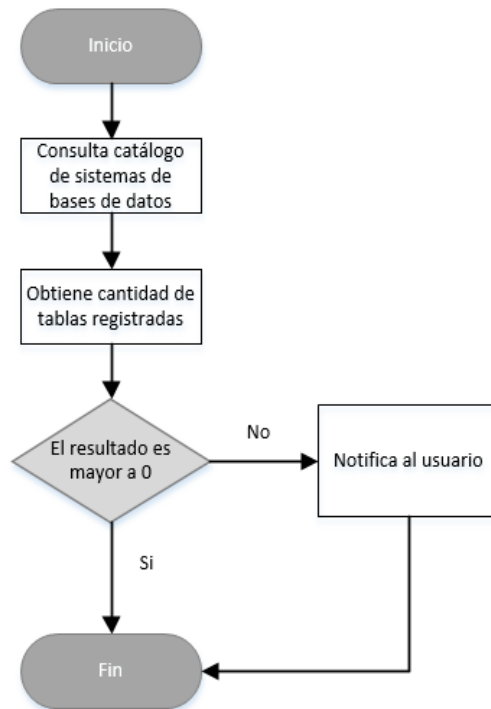 Inicio
Consulta catálogo
de sistemas de
bases de datos
Obtiene cantidad de
tablas registradas
El resultado es
mayor a 0
No
Notifica al usuario
Si
Fin